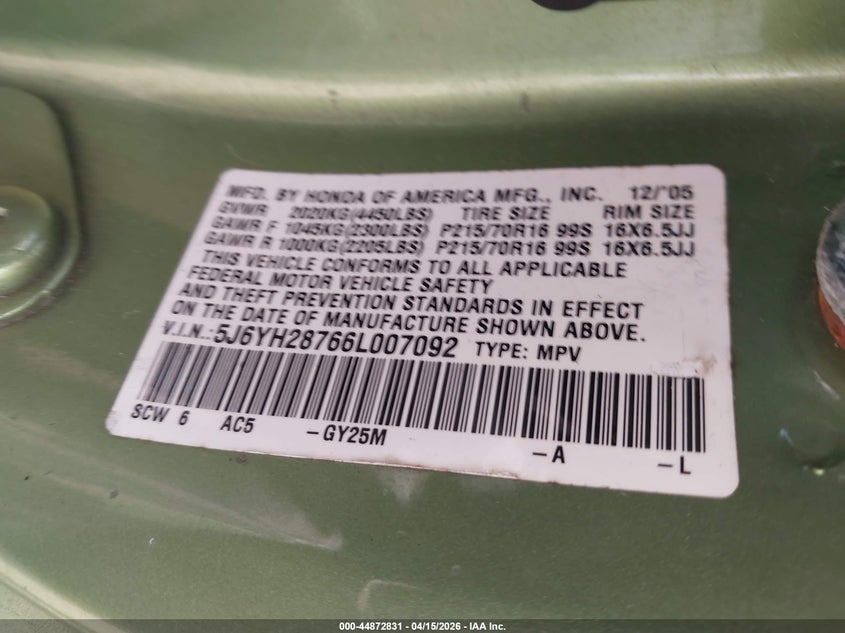 MFD. BY HONDA OF AMERICA MFG., INC. 12/'05
GVWR 2020KG(4450LBS) TIRE SIZE RIM SIZE
GAWR F 1045KG(2300LBS) P215/70R16 99S 16X6.5JJ
GAWR R 1000KG(2205LBS) P215/70R16 99S 16X6.5JJ
THIS VEHICLE CONFORMS TO ALL APPLICABLE
FEDERAL MOTOR VEHICLE SAFETY
AND THEFT PREVENTION STANDARDS IN EFFECT
ON THE DATE OF MANUFACTURE SHOWN ABOVE.
V.I.N.:5J6YH28766L007092 TYPE: MPV
SCW 6 AC5 -GY25M -A -L
000-44872831 - 04/15/2026 - IAA Inc.